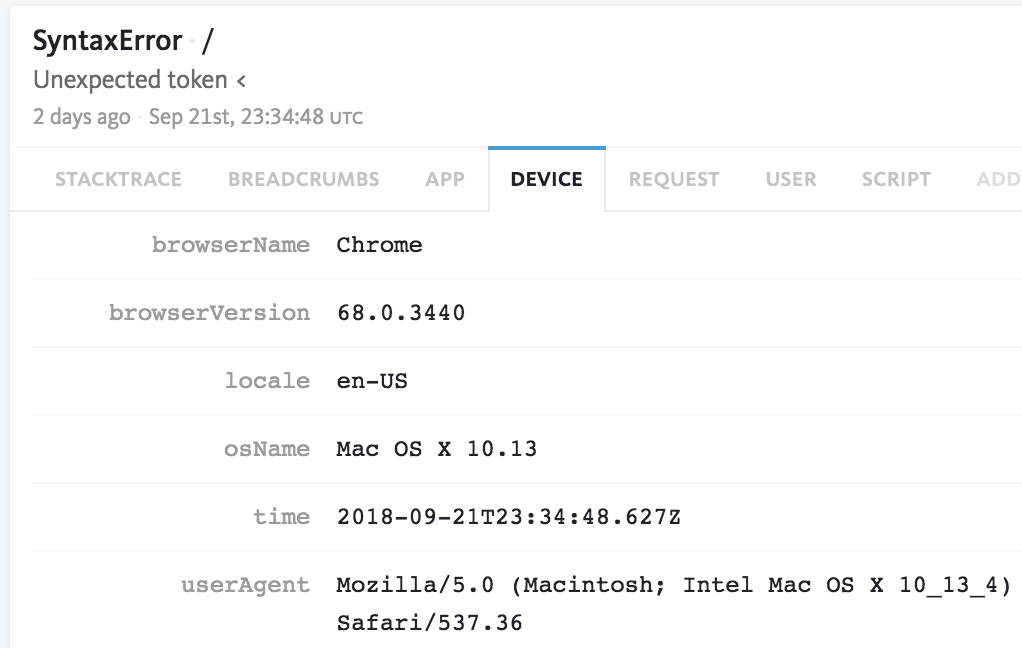 SyntaxError · /
Unexpected token <
2 days ago · Sep 21st, 23:34:48 UTC
STACKTRACE BREADCRUMBS APP DEVICE REQUEST USER SCRIPT ADD
browserName Chrome
browserVersion 68.0.3440
locale en-US
osName Mac OS X 10.13
time 2018-09-21T23:34:48.627Z
userAgent Mozilla/5.0 (Macintosh; Intel Mac OS X 10_13_4)
Safari/537.36